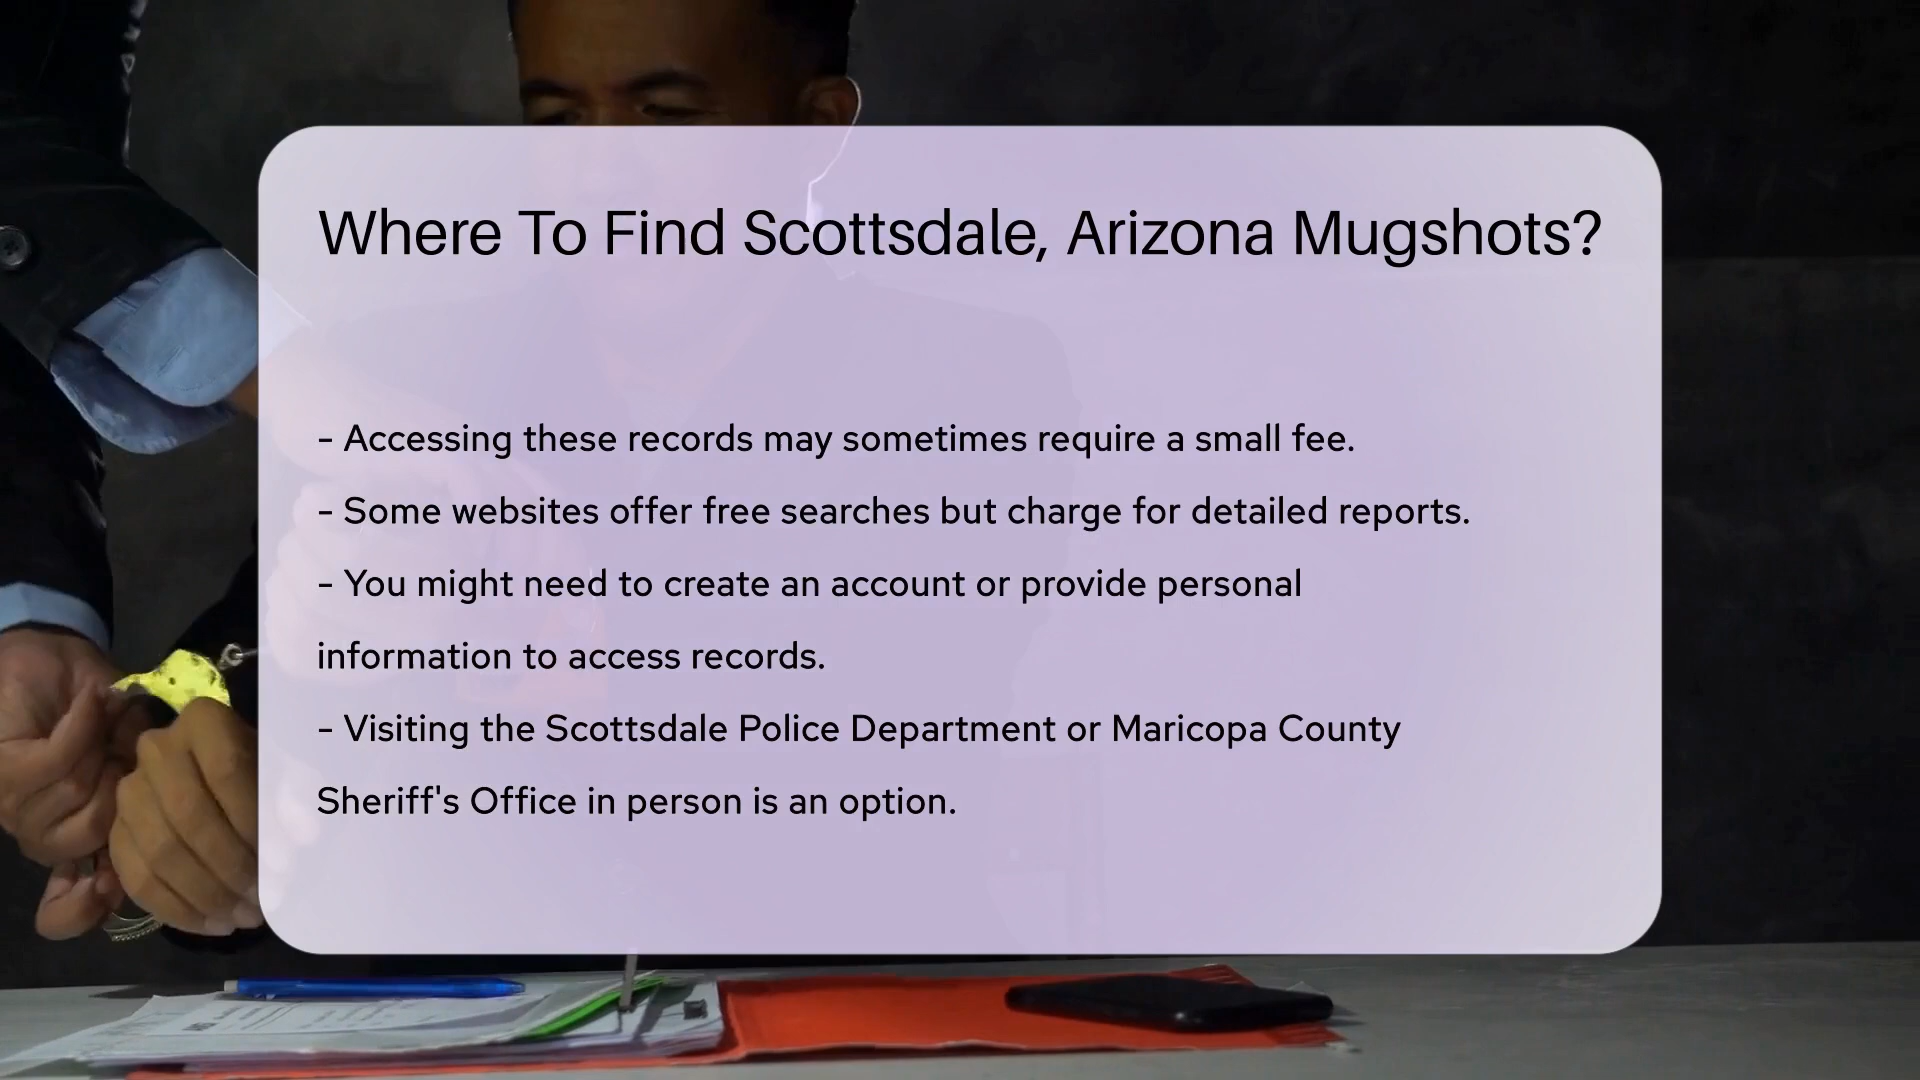 Where To Find Scottsdale, Arizona Mugshots?
- Accessing these records may sometimes require a small fee.
- Some websites offer free searches but charge for detailed reports.
- You might need to create an account or provide personal
information to access records.
- Visiting the Scottsdale Police Department or Maricopa County
Sheriff's Office in person is an option.